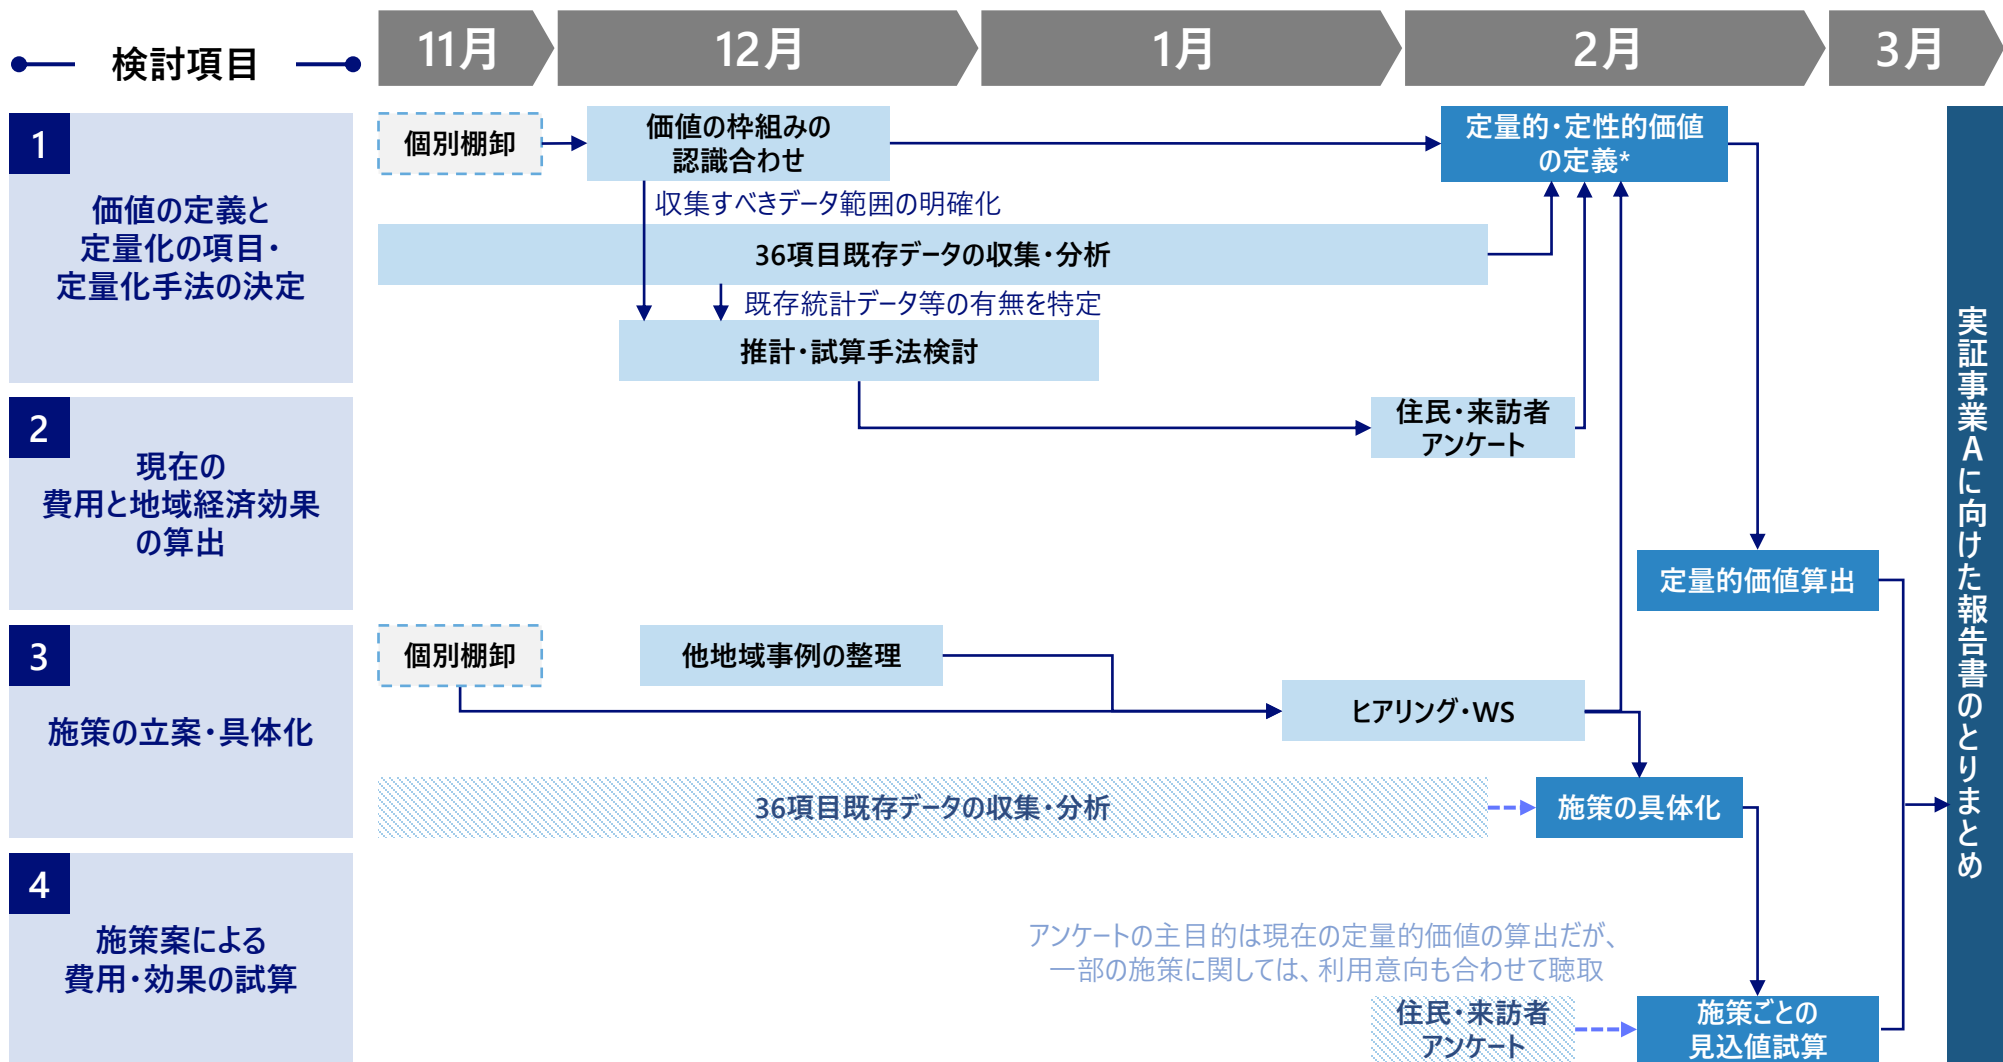 検討項目
11月
12月
1月
2月
3月
1
価値の定義と
定量化の項目・
定量化手法の決定
個別棚卸
価値の枠組みの
認識合わせ
定量的・定性的価値
の定義*
収集すべきデータ範囲の明確化
36項目既存データの収集・分析
既存統計データ等の有無を特定
推計・試算手法検討
2
現在の
費用と地域経済効果
の算出
住民・来訪者
アンケート
定量的価値算出
3
施策の立案・具体化
個別棚卸
他地域事例の整理
ヒアリング・WS
36項目既存データの収集・分析
施策の具体化
4
施策案による
費用・効果の試算
アンケートの主目的は現在の定量的価値の算出だが、
一部の施策に関しては、利用意向も合わせて聴取
住民・来訪者
アンケート
施策ごとの
見込値試算
実証事業Aに向けた報告書のとりまとめ